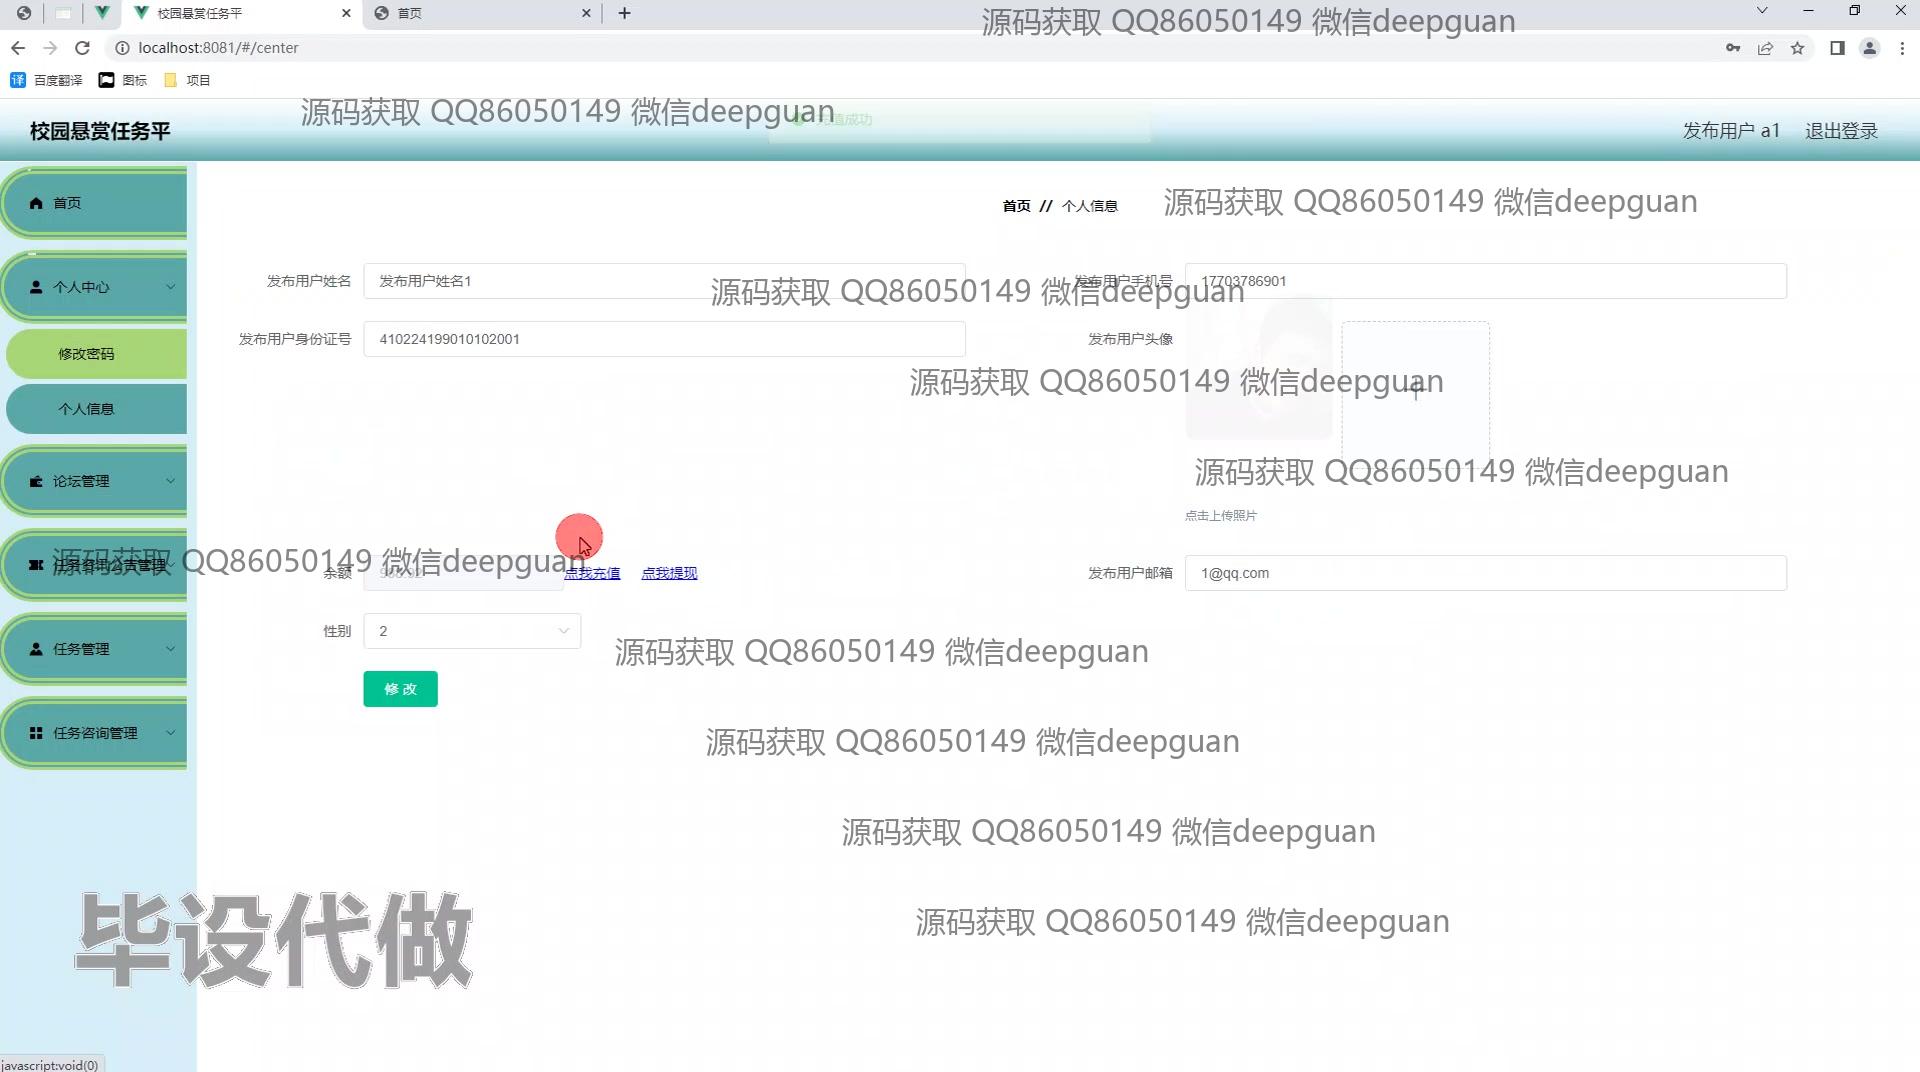 校园悬赏任务平
首页
源码获取 QQ86050149 微信deepguan
localhost:8081/#/center
百度翻译 图标 项目
源码获取 QQ86050149 微信deepguan
校园悬赏任务平
发布用户 a1 退出登录
首页
首页 // 个人信息
源码获取 QQ86050149 微信deepguan
个人中心
发布用户姓名 发布用户姓名1
发布用户手机号 17703786901
源码获取 QQ86050149 微信deepguan
发布用户身份证号 410224199010102001
发布用户头像
修改密码
源码获取 QQ86050149 微信deepguan
个人信息
源码获取 QQ86050149 微信deepguan
论坛管理
点击上传照片
源码获取 QQ86050149 微信deepguan
余额
点我充值 点我提现
发布用户邮箱 1@qq.com
性别 2
任务管理
源码获取 QQ86050149 微信deepguan
修 改
任务咨询管理
源码获取 QQ86050149 微信deepguan
源码获取 QQ86050149 微信deepguan
源码获取 QQ86050149 微信deepguan
毕设代做
javascript:void(0)